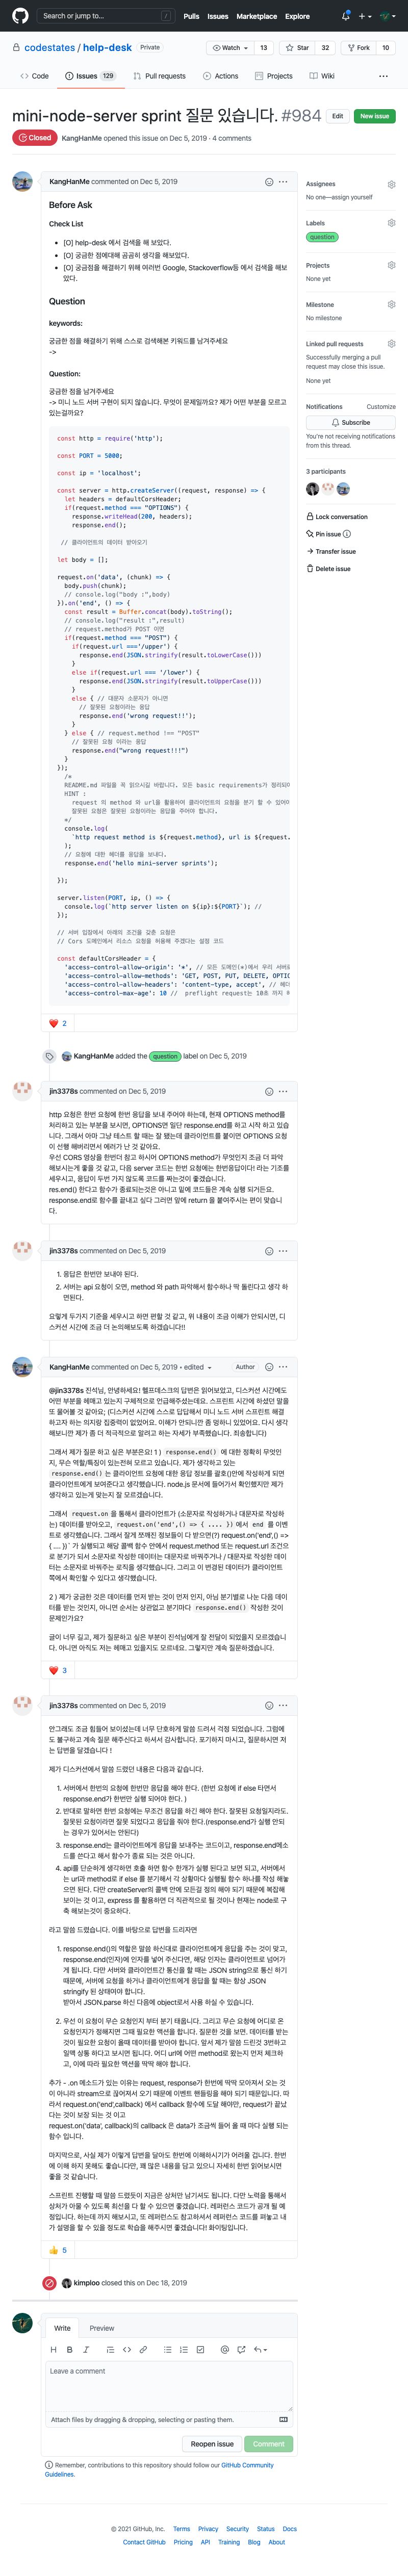 Search or jump to...
/
Pulls Issues Marketplace Explore
codestates / help-desk Private
Watch 13 Star 32 Fork 10
Code Issues 129 Pull requests Actions Projects Wiki
mini-node-server sprint 질문 있습니다. #984
Edit New issue
Closed KangHanMe opened this issue on Dec 5, 2019 · 4 comments
KangHanMe commented on Dec 5, 2019
Before Ask
Check List
[O] help-desk 에서 검색을 해 보았다.
[O] 궁금한 점에대해 곰곰히 생각을 해보았다.
[O] 궁금점을 해결하기 위해 여러번 Google, Stackoverflow등 에서 검색을 해보
았다.
Question
keywords:
궁금한 점을 해결하기 위해 스스로 검색해본 키워드를 남겨주세요
->
Question:
궁금한 점을 남겨주세요
-> 미니 노드 서버 구현이 되지 않습니다. 무엇이 문제일까요? 제가 어떤 부분을 모르고
있는걸까요?
const http = require('http');
const PORT = 5000;
const ip = 'localhost';
const server = http.createServer((request, response) => {
let headers = defaultCorsHeader;
if(request.method === "OPTIONS") {
response.writeHead(200, headers);
response.end();
// 클라이언트의 데이터 받아오기
let body = [];
request.on('data', (chunk) => {
body.push(chunk);
// console.log("body :",body)
}).on('end', () => {
const result = Buffer.concat(body).toString();
// console.log("result :",result)
// request.method가 POST 이면
if(request.method === "POST") {
if(request.url ==='/upper') {
response.end(JSON.stringify(result.toLowerCase()))
}
else if(request.url === '/lower') {
response.end(JSON.stringify(result.toUpperCase()))
}
else { // 대문자 소문자가 아니면
// 잘못된 요청이라는 응답
response.end('wrong request!!');
}
} else { // request.method !== "POST"
// 잘못된 요청 이라는 응답
response.end("wrong request!!!")
}
});
/*
README.md 파일을 꼭 읽으시길 바랍니다. 모든 basic requirements가 정리되어
HINT :
request 의 method 와 url을 활용하여 클라이언트의 요청을 분기 할 수 있어야
잘못된 요청은 잘못된 요청이라는 응답을 주어야 합니다.
*/
console.log(
`http request method is ${request.method}, url is ${request.
);
// 요청에 대한 헤더를 응답을 보내다.
response.end('hello mini-server sprints');
});
server.listen(PORT, ip, () => {
console.log(`http server listen on ${ip}:${PORT}`); //
});
// 서버 입장에서 아래의 조건을 갖춘 요청은
// Cors 도메인에서 리소스 요청을 허용해 주겠다는 설정 코드
const defaultCorsHeader = {
'access-control-allow-origin': '*', // 모든 도메인(*)에서 우리 서버로
'access-control-allow-methods': 'GET, POST, PUT, DELETE, OPTIO
'access-control-allow-headers': 'content-type, accept', // 헤더
'access-control-max-age': 10 // preflight request는 10초 까지
2
KangHanMe added the question label on Dec 5, 2019
jin3378s commented on Dec 5, 2019
http 요청은 한번 요청에 한번 응답을 보내 주어야 하는데, 현재 OPTIONS method를
처리하고 있는 부분을 보시면, OPTIONS면 일단 response.end를 하고 시작 하고 있습
니다. 그래서 아마 그냥 테스트 할 때는 잘 됐는데 클라이언트를 붙이면 OPTIONS 요청
이 선행 해버리면서 에러가 난 것 같아요.
우선 CORS 영상을 한번더 참고 하시어 OPTIONS method가 무엇인지 조금 더 파악
해보시는게 좋을 것 같고, 다음 server 코드는 한번 요청에는 한번응답이다! 라는 기조를
세우시고, 응답이 두번 가지 않도록 코드를 짜는것이 좋겠습니다.
res.end() 한다고 함수가 종료되는것은 아니고 밑에 코드들은 계속 실행 되거든요.
response.end로 함수를 끝내고 싶다 그러면 앞에 return 을 붙여주시는 편이 맞습니
다.
jin3378s commented on Dec 5, 2019
1. 응답은 한번만 보내야 된다.
2. 서버는 api 요청이 오면, method 와 path 파악해서 함수하나 딱 돌린다고 생각 하
면된다.
요렇게 두가지 기준을 세우시고 하면 편할 것 같고, 위 내용이 조금 이해가 안되시면, 디
스커션 시간에 조금 더 논의해보도록 하겠습니다!!
KangHanMe commented on Dec 5, 2019 • edited Author
@jin3378s 진석님, 안녕하세요! 헬프데스크의 답변은 읽어보았고, 디스커션 시간에도
어떤 부분을 헤매고 있는지 구체적으로 언급해주셨는데요. 스프린트 시간에 하셨던 말을
또 물어볼 것 같아요; (디스커션 시간에 스스로 답답해서 미니 노드 서버 스프린트 해결
하고자 하는 의지랑 집중력이 없었어요. 이해가 안되니깐 좀 멍하니 있었어요. 다시 생각
해보니깐 제가 좀 더 적극적으로 알려고 하는 자세가 부족했습니다. 죄송합니다)
그래서 제가 질문 하고 싶은 부분은요! 1 ) response.end() 에 대한 정확히 무엇인
지, 무슨 역할/특징이 있는전혀 모르고 있습니다. 제가 생각하고 있는
response.end() 는 클라이언트 요청에 대한 응답 정보를 괄호()안에 작성하게 되면
클라이언트에게 보여준다고 생각했습니다. node.js 문서에 들어가서 확인했지만 제가
생각하고 있는게 맞는지 잘 모르겠습니다.
그래서 request.on 을 통해서 클라이언트가 (소문자로 작성하거나 대문자로 작성하
는) 데이터를 받아오고, request.on('end',() => { .... }) 에서 end 를 이벤
트로 생각했습니다. 그래서 잘게 쪼깨진 정보들이 다 받으면(?) request.on('end',() =>
{ .... })` 가 실행되고 해당 콜백 함수 안에서 request.method 또는 request.url 조건으
로 분기가 되서 소문자로 작성한 데이터는 대문자로 바꿔주거나 / 대문자로 작성한 데이
터는 소문자로 바꿔주는 로직을 생각했습니다. 그리고 이 변경된 데이터가 클라이언트
쪽에서 확인할 수 있다고 생각했습니다.
2 ) 제가 궁금한 것은 데이터를 먼저 받는 것이 먼저 인지, 아님 분기별로 나눈 다음 데이
터를 받는 것인지, 아니면 순서는 상관없고 분기마다 response.end() 작성한 것이
문제인가요?
글이 너무 길고, 제가 질문하고 싶은 부분이 진석님에게 잘 전달이 되었을지 모르겠습니
다. 아니면 아직도 저는 헤매고 있을지도 모르네요. 그렇지만 계속 질문하겠습니다.
3
jin3378s commented on Dec 5, 2019
안그래도 조금 힘들어 보이셨는데 너무 단호하게 말씀 드려서 걱정 되었습니다. 그럼에
도 불구하고 계속 질문 해주신다고 하셔서 감사합니다. 포기하지 마시고, 질문하시면 저
는 답변을 달겠습니다 !
제가 디스커션에서 말씀 드렸던 내용은 다음과 같습니다.
1. 서버에서 한번의 요청에 한번만 응답을 해야 한다. (한번 요청에 if else 타면서
response.end가 한번만 실행 되어야 한다. )
2. 반대로 말하면 한번 요청에는 무조건 응답을 하긴 해야 한다. 잘못된 요청일지라도.
잘못된 요청이라면 잘못 되었다고 응답을 줘야 한다.(response.end가 실행 안되
는 경우가 있어서는 안된다)
3. response.end는 클라이언트에게 응답을 보내주는 코드이고, response.end메소
드를 쓴다고 해서 함수가 종료 되는 것은 아니다.
4. api를 단순하게 생각하면 호출 하면 함수 한개가 실행 된다고 보면 되고, 서버에서
는 url과 method로 if else 를 분기해서 각 상황마다 실행될 함수 하나를 작성 해놓
으면 된다. 다만 createServer의 콜백 안에 모든걸 정의 해야 되기 때문에 복잡해
보이는 것 이고, express 를 활용하면 더 직관적으로 될 것이나 현재는 node로 구
축 해보는것이 중요하다.
라고 말씀 드렸습니다. 이를 바탕으로 답변을 드리자면
1. response.end()의 역할은 말씀 하신대로 클라이언트에게 응답을 주는 것이 맞고,
response.end(인자)에 인자를 넣어 주신다면, 해당 인자는 클라이언트로 넘어가
게 됩니다. 다만 서버와 클라이언트간 통신을 할 때는 JSON string으로 통신 하기
때문에, 서버에 요청을 하거나 클라이언트에게 응답을 할 때는 항상 JSON
stringify 된 상태여야 합니다.
받아서 JSON.parse 하신 다음에 object로서 사용 하실 수 있습니다.
2. 우선 이 요청이 무슨 요청인지 부터 분기 태웁니다. 그리고 무슨 요청에 어디로 온
요청인지가 정해지면 그때 필요한 액션을 합니다. 질문한 것을 보면. 데이터를 받는
것이 필요한 요청이 올때 데이터를 받아야 합니다. 앞서 제가 말씀 드린것 3번하고
일맥 상통 하다고 보시면 됩니다. 어디 url에 어떤 method로 왔는지 먼저 체크하
고, 이에 따라 필요한 액션을 딱딱 해야 합니다.
추가 - .on 메소드가 있는 이유는 request, response가 한번에 딱딱 모아져서 오는 것
이 아니라 stream으로 끊어져서 오기 때문에 이벤트 핸들링을 해야 되기 때문입니다. 따
라서 request.on('end',callback) 에서 callback 함수에 도달 해야만, request가 끝났
다는 것이 보장 되는 것 이고
request.on('data', callback)의 callback 은 data가 조금씩 들어 올 때 마다 실행 되는
함수 입니다.
마지막으로, 사실 제가 이렇게 답변을 달아도 한번에 이해하시기가 어려울 겁니다. 한번
에 이해 하지 못해도 좋습니다만, 꽤 많은 내용을 담고 있으니 자세히 한번 읽어보시면
좋을 것 같습니다.
스프린트 진행할 때 말씀 드렸듯이 지금은 상처만 남기셔도 됩니다. 다만 노력을 통해서
상처가 아물 수 있도록 최선을 다 할 수 있으면 좋겠습니다. 레퍼런스 코드가 공개 될 예
정입니다. 하는데 까지 해보시고, 또 레퍼런스도 참고하셔서 레퍼런스 코드를 펴놓고 내
가 설명을 할 수 있을 정도로 학습을 해주시면 좋겠습니다! 화이팅입니다.
5
kimploo closed this on Dec 18, 2019
Write Preview
Leave a comment
Attach files by dragging & dropping, selecting or pasting them.
Reopen issue Comment
Remember, contributions to this repository should follow our GitHub Community
Guidelines.
Assignees
No one—assign yourself
Labels
question
Projects
None yet
Milestone
No milestone
Linked pull requests
Successfully merging a pull
request may close this issue.
None yet
Notifications Customize
Subscribe
You're not receiving notifications
from this thread.
3 participants
Lock conversation
Pin issue
Transfer issue
Delete issue
© 2021 GitHub, Inc. Terms Privacy Security Status Docs
Contact GitHub Pricing API Training Blog About